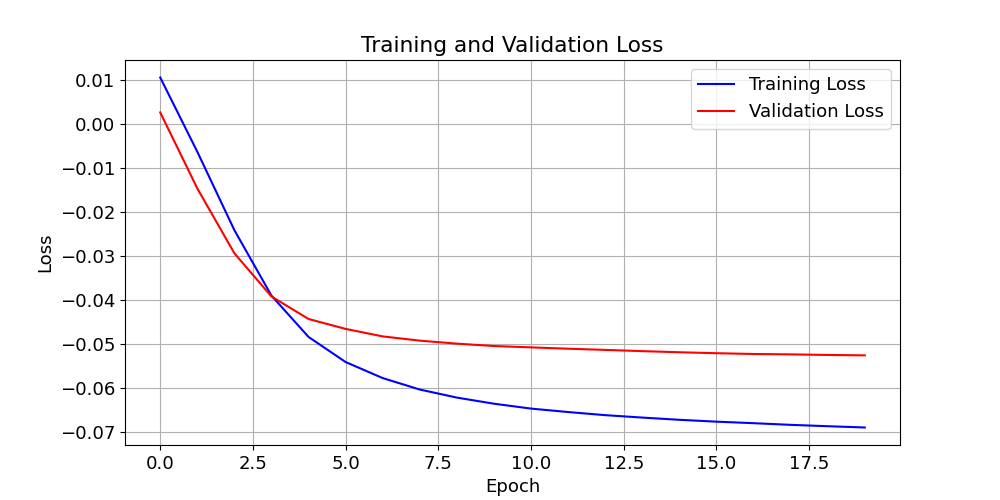 Training and Validation Loss
Training Loss
Validation Loss
0.01
0.00
−0.01
−0.02
−0.03
−0.04
−0.05
−0.06
−0.07
Loss
0.0 2.5 5.0 7.5 10.0 12.5 15.0 17.5
Epoch